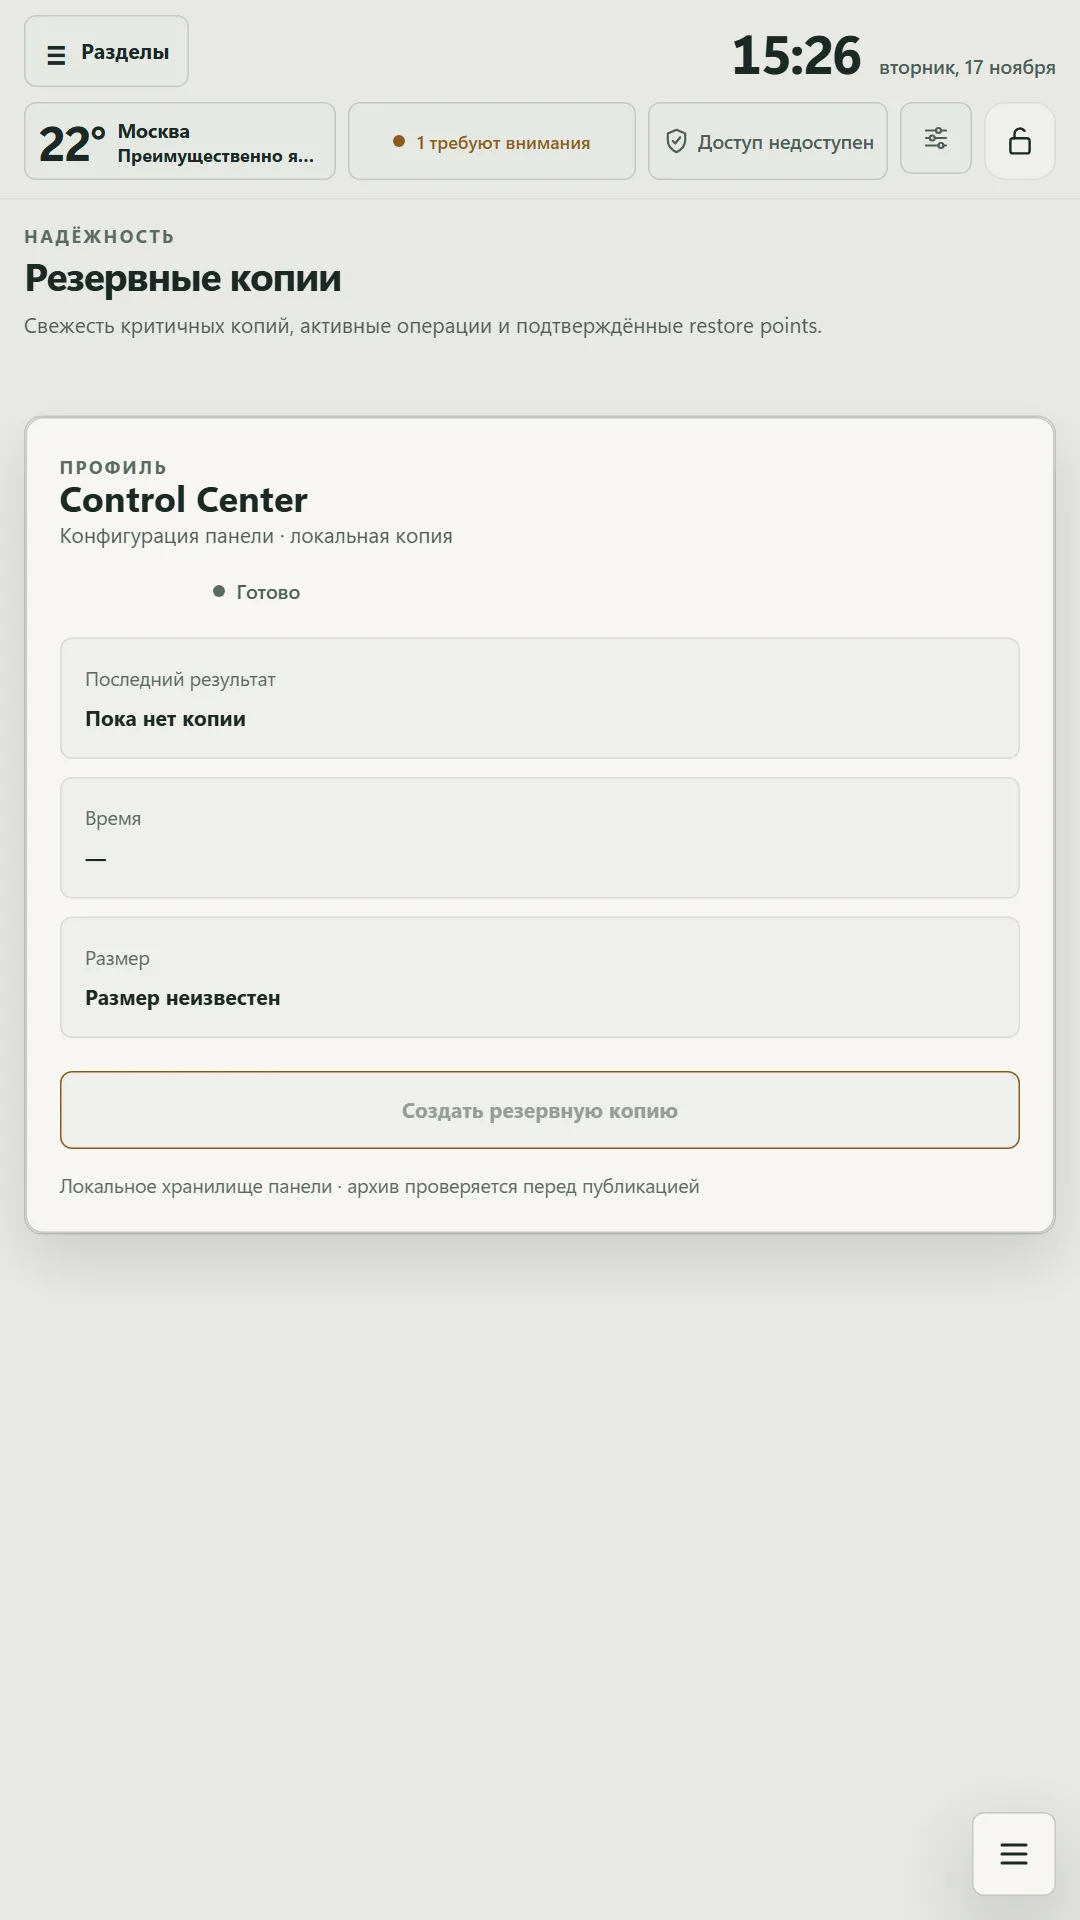 Разделы
15:26 вторник, 17 ноября
22° Москва
Преимущественно я...
1 требуют внимания
Доступ недоступен
НАДЁЖНОСТЬ
Резервные копии
Свежесть критичных копий, активные операции и подтверждённые restore points.
ПРОФИЛЬ
Control Center
Конфигурация панели · локальная копия
Готово
Последний результат
Пока нет копии
Время
—
Размер
Размер неизвестен
Создать резервную копию
Локальное хранилище панели · архив проверяется перед публикацией